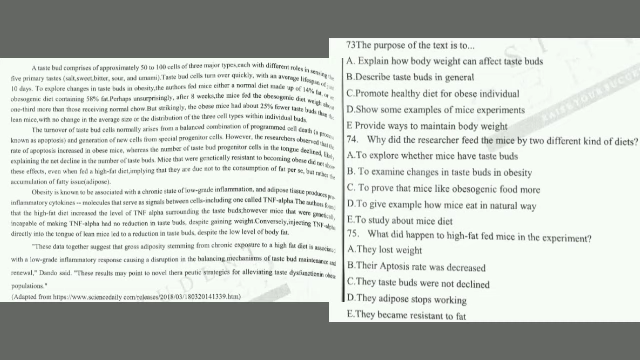 A taste bud comprises of approximately 50 to 100 cells of three major types,each with different roles in sensing the
five primary tastes (salt,sweet,bitter, sour, and umami).Taste bud cells turn over quickly, with an average lifespan of
10 days. To explore changes in taste buds in obesity,the authors fed mice either a normal diet made up of 14% fat, or
obesogenic diet containing 58% fat.Perhaps unsurprisingly, after 8 weeks,the mice fed the obesogenic diet
one-third more than those receiving normal chow.But strikingly, the obese mice had about 25% fewer taste buds than the
lean mice,with no change in the average size or the distribution of the three cell types within individual buds
The turnover of taste buds cells normally arises from a balanced combination of programmed cell death (a process
known as apoptosis) and generation of new cells from special progenitor cells. However, the researchers observed that the
rate of apoptosis increased in obese mice, whereas the number of taste bud progenitor cells in the tongue declined, likely
explaining the net decline in the number of taste buds. Mice that were genetically resistant to becoming obese did not show
these effects, even when fed a high-fat diet,implying that they are due not to the consumption of fat per se, but rather the
accumulation of fatty tissue(adipose).
Obesity is known to be associated with a chronic state of low-grade inflammation, and adipose tissue produces pro-
inflammatory cytokines -- molecules that serve as signals between cells-including one called TNF-alpha The authors found
that the high-fat diet increased the level of TNF alpha surrounding the taste buds;however mice that were genetically
incapable of making TNF-alpha had no reduction in taste buds, despite gaining weight.Conversely,injecting TNF-alpha
directly into the tongue of lean mice led to a reduction in taste buds, despite the low level of body fat.
"These data together suggest that gross adiposity stemming from chronic exposure to a high fat diet is associated
with a low-grade inflammatory response causing a disruption in the balancing mechanisms of taste bud maintenance and
renewal," Dando said. "These results may point to novel thera peutic strategies for alleviating taste dysfunction in obese
populations."
(Adapted from https://www.sciencedaily.com/releases/2018/03/180320141339.htm)
73The purpose of the text is to...
A. Explain how body weight can affect taste buds
B.Describe taste buds in general
C.Promote healthy diet for obese individual
D.Show some examples of mice experiments
E Provide ways to maintain body weight
74. Why did the researcher feed the mice by two different kind of diets?
A.To explore whether mice have taste buds
B. To examine changes in taste buds in obesity
C. To prove that mice like obesogenic food more
D.To give example how mice eat in natural way
E.To study about mice diet
75. What did happen to high-fat fed mice in the experiment?
A.They lost weight
B.Their Aptosis rate was decreased
C.They taste buds were not declined
D.They adipose stops working
E.They became resistant to fat